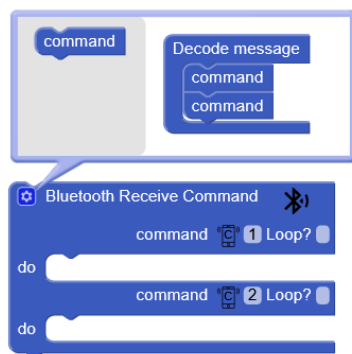 command
Decode message
command
command
Bluetooth Receive Command
command C 1 Loop?
do
command C 2 Loop?
do